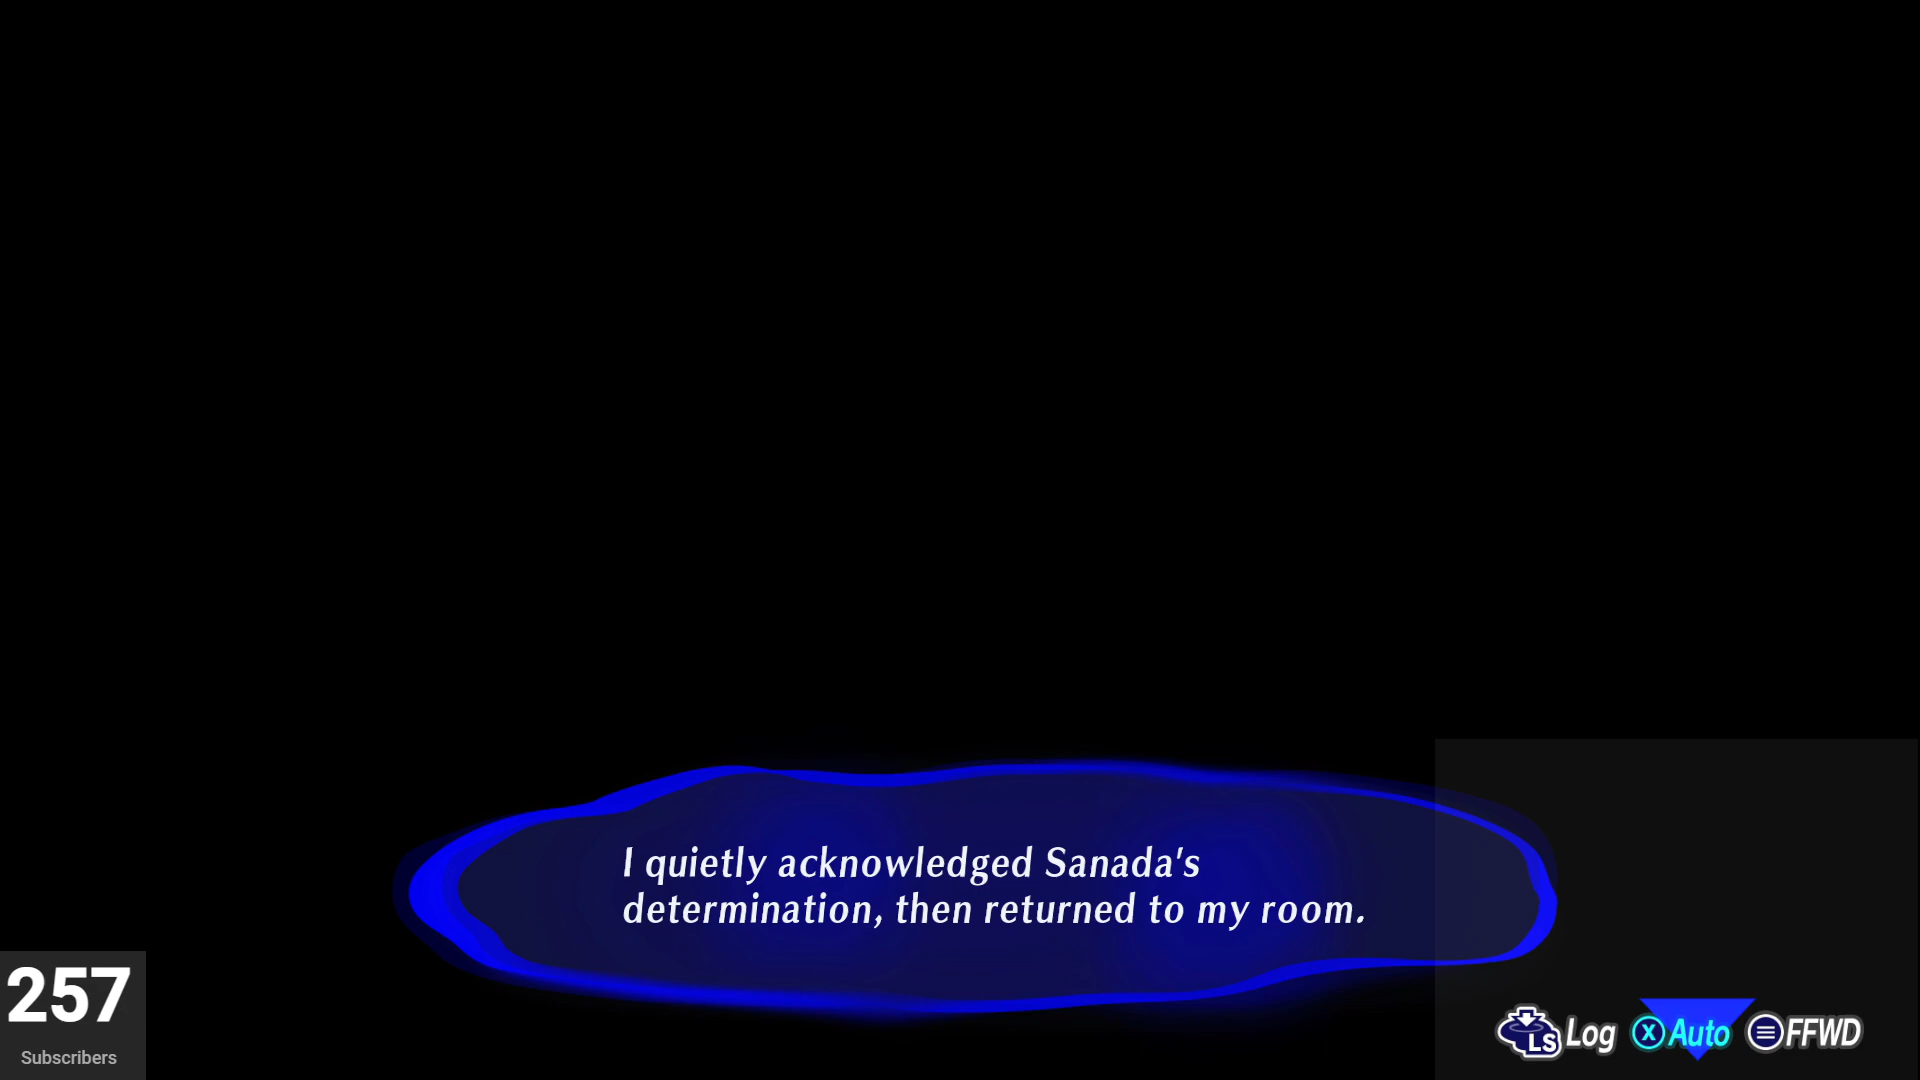 I quietly acknowledged Sanada's
determination, then returned to my room.
257
Subscribers
LS Log X Auto FFWD